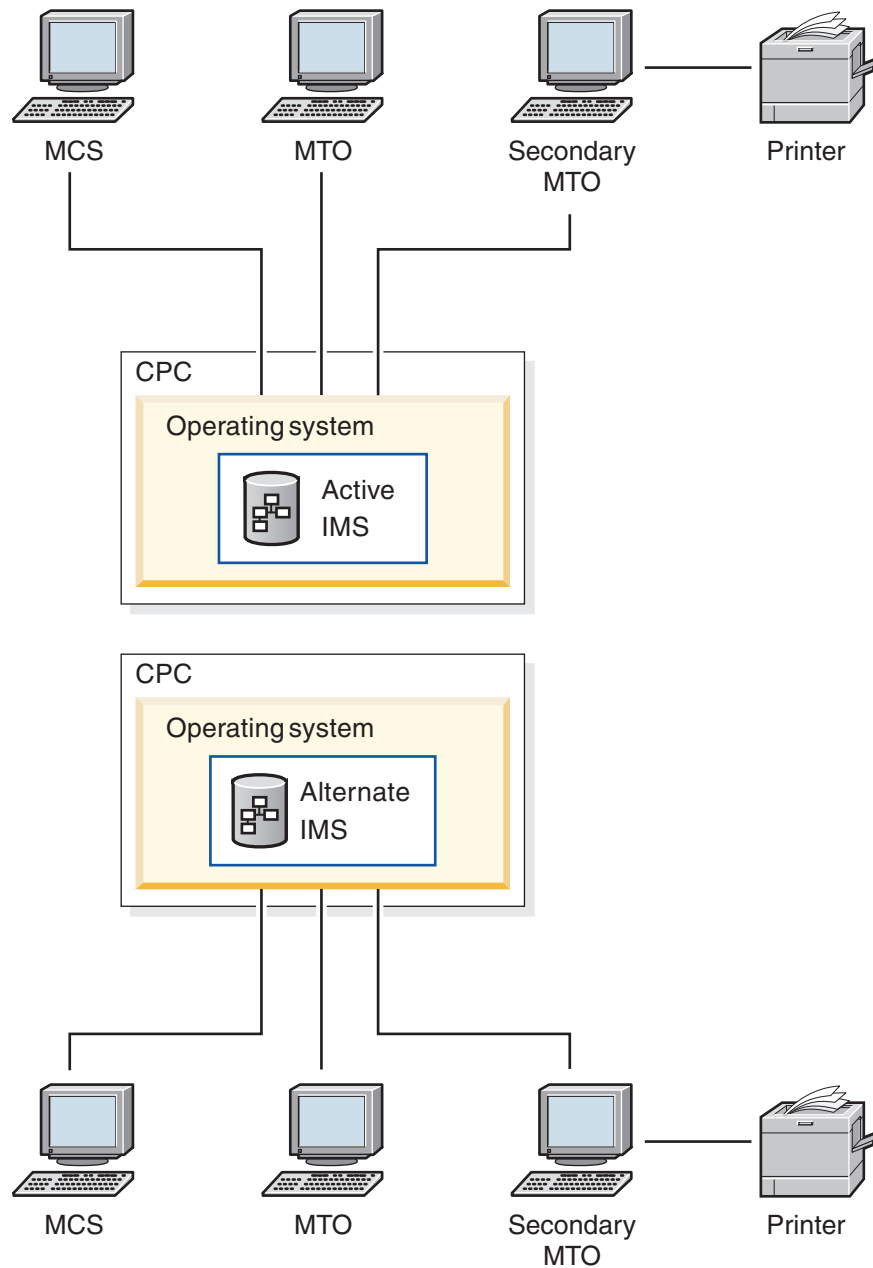 MCS
MTO
Secondary
MTO
Printer
CPC
Operating system
Active
IMS
CPC
Operating system
Alternate
IMS
MCS
MTO
Secondary
MTO
Printer